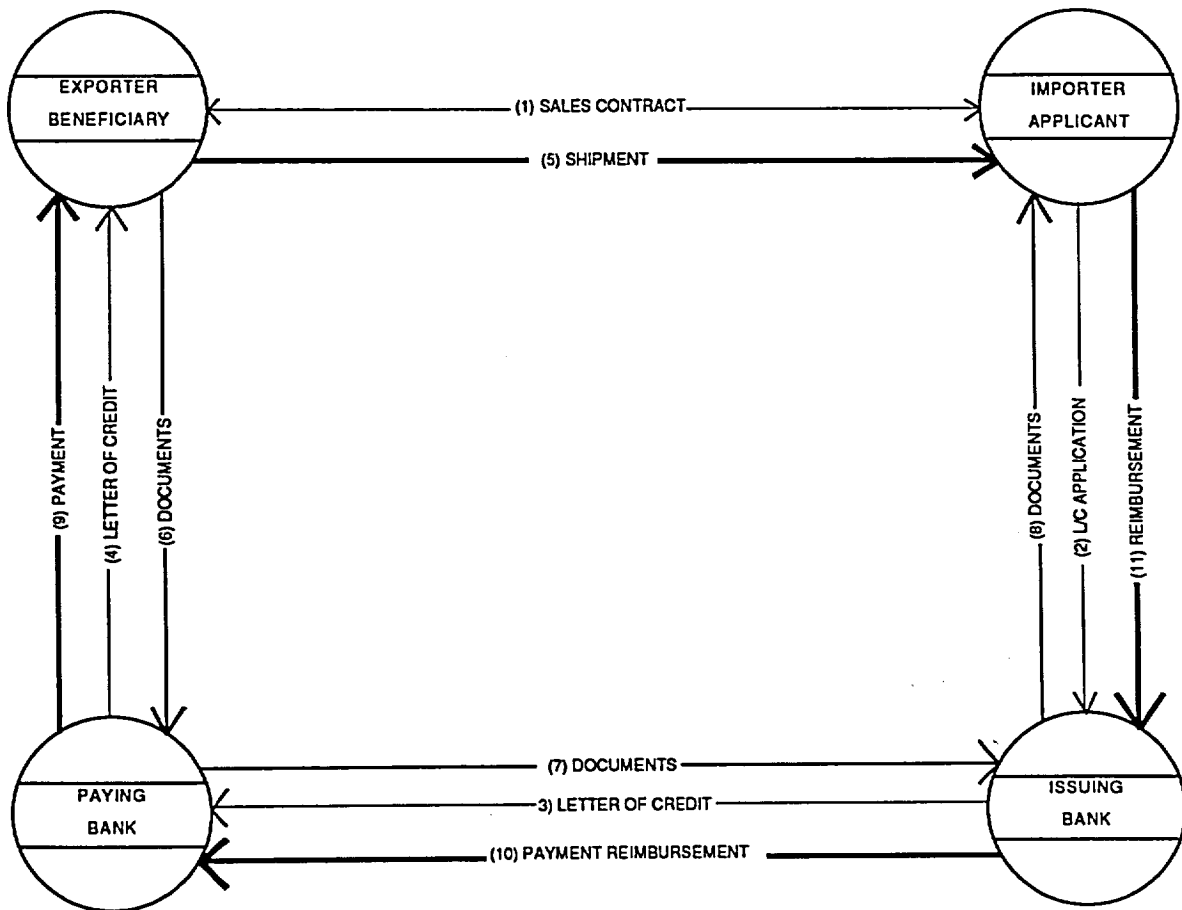 EXPORTER
BENEFICIARY
(1) SALES CONTRACT
IMPORTER
APPLICANT
(5) SHIPMENT
(9) PAYMENT
(4) LETTER OF CREDIT
(6) DOCUMENTS
(8) DOCUMENTS
(2) L/C APPLICATION
(11) REIMBURSEMENT
PAYING
BANK
(7) DOCUMENTS
3) LETTER OF CREDIT
(10) PAYMENT REIMBURSEMENT
ISSUING
BANK